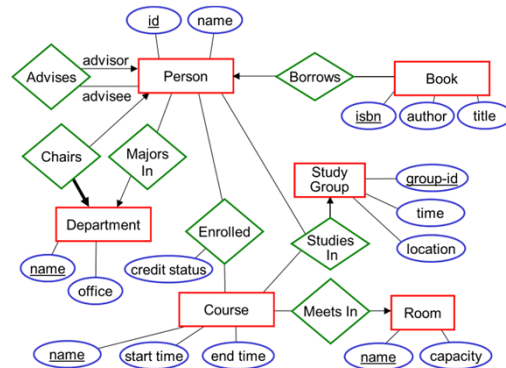 id
name
advisor
Advises
advisee
Person
Borrows
Book
isbn
author
title
Chairs
Majors
In
Study
Group
group-id
time
location
Department
name
office
Enrolled
credit status
Studies
In
Course
Meets In
Room
name
start time
end time
name
capacity